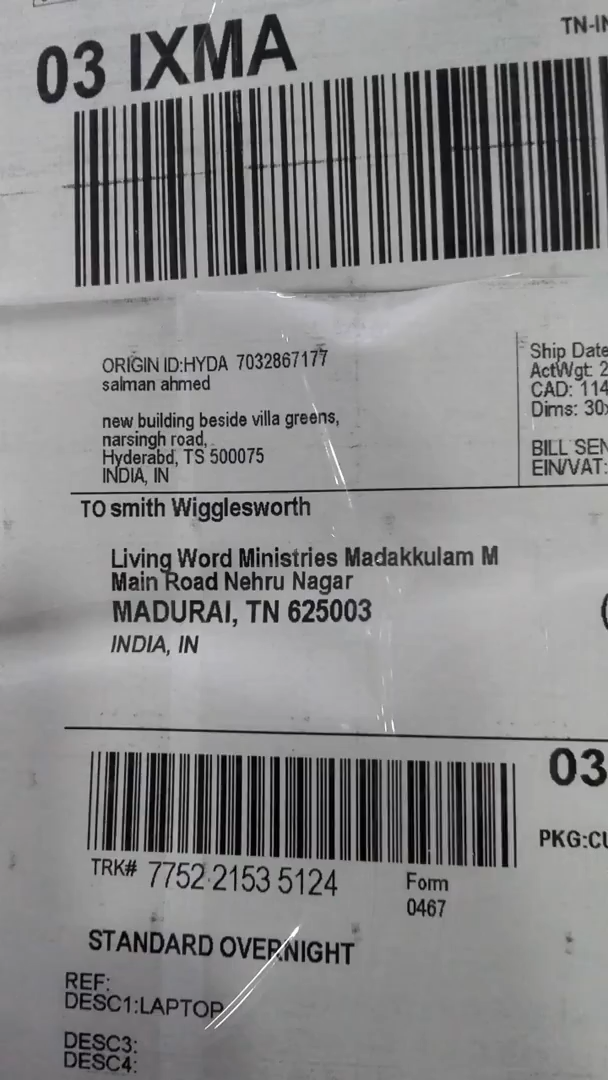 03 IXMA
TN-IN
ORIGIN ID:HYDA 7032867177
salman ahmed
new building beside villa greens,
narsingh road,
Hyderabd, TS 500075
INDIA, IN
Ship Date
ActWgt: 2
CAD: 114
Dims: 30x
BILL SEN
EIN/VAT:
TO smith Wigglesworth
Living Word Ministries Madakkulam M
Main Road Nehru Nagar
MADURAI, TN 625003
INDIA, IN
03
PKG:CU
TRK# 7752 2153 5124
Form
0467
STANDARD OVERNIGHT
REF:
DESC1:LAPTOP
DESC3:
DESC4: